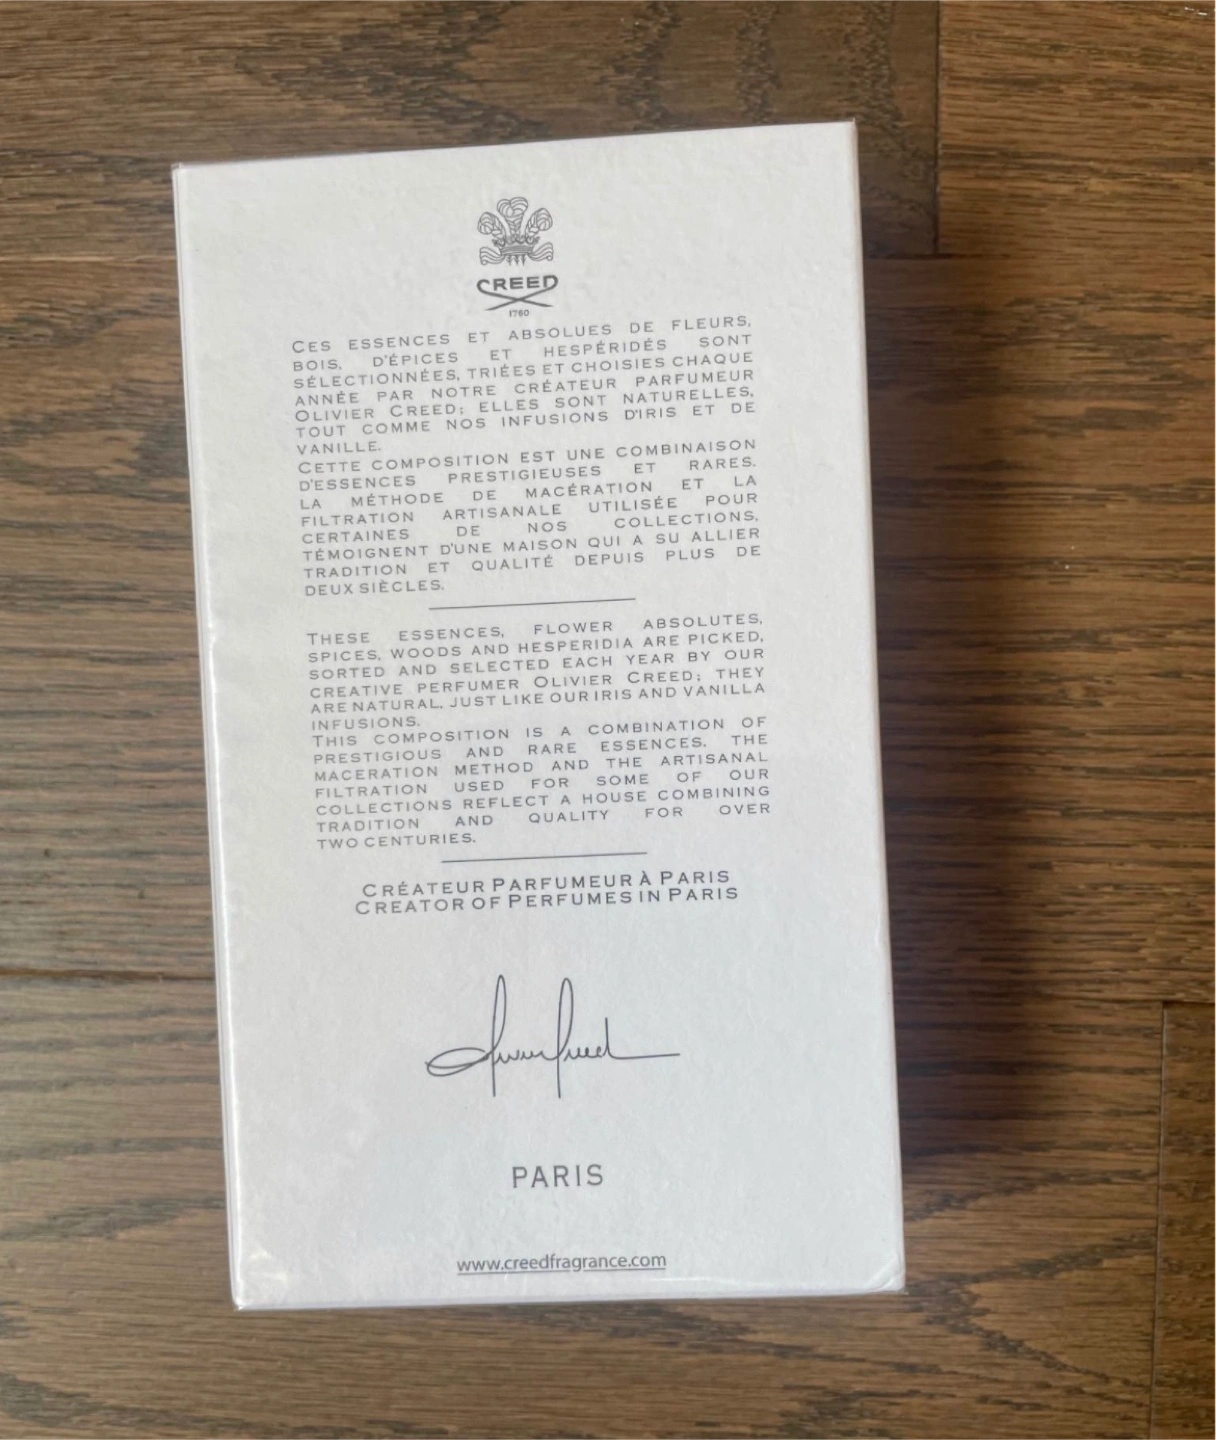 CREED
1760
CES ESSENCES ET ABSOLUES DE FLEURS,
BOIS, D'ÉPICES ET HESPÉRIDÉS SONT
SÉLECTIONNÉES, TRIÉES ET CHOISIES CHAQUE
ANNÉE PAR NOTRE CRÉATEUR PARFUMEUR
OLIVIER CREED; ELLES SONT NATURELLES,
TOUT COMME NOS INFUSIONS D'IRIS ET DE
VANILLE.
CETTE COMPOSITION EST UNE COMBINAISON
D'ESSENCES PRESTIGIEUSES ET RARES.
LA MÉTHODE DE MACÉRATION ET LA
FILTRATION ARTISANALE UTILISÉE POUR
CERTAINES DE NOS COLLECTIONS,
TÉMOIGNENT D'UNE MAISON QUI A SU ALLIER
TRADITION ET QUALITÉ DEPUIS PLUS DE
DEUX SIÈCLES.
THESE ESSENCES, FLOWER ABSOLUTES,
SPICES, WOODS AND HESPERIDIA ARE PICKED,
SORTED AND SELECTED EACH YEAR BY OUR
CREATIVE PERFUMER OLIVIER CREED; THEY
ARE NATURAL, JUST LIKE OUR IRIS AND VANILLA
INFUSIONS.
THIS COMPOSITION IS A COMBINATION OF
PRESTIGIOUS AND RARE ESSENCES. THE
MACERATION METHOD AND THE ARTISANAL
FILTRATION USED FOR SOME OF OUR
COLLECTIONS REFLECT A HOUSE COMBINING
TRADITION AND QUALITY FOR OVER
TWO CENTURIES.
CRÉATEUR PARFUMEUR À PARIS
CREATOR OF PERFUMES IN PARIS
Olivier Creed
PARIS
www.creedfragrance.com